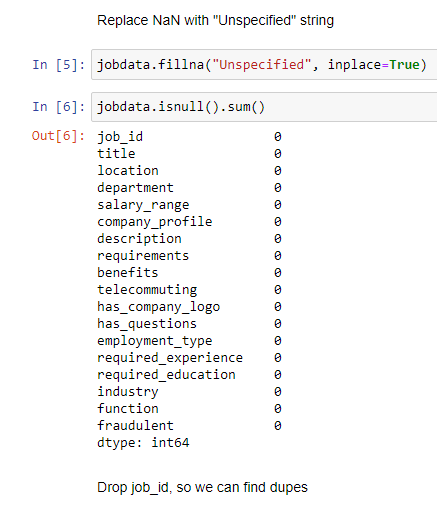 Replace NaN with "Unspecified" string
In [5]: jobdata.fillna("Unspecified", inplace=True)
In [6]: jobdata.isnull().sum()
Out[6]: job_id 0
title 0
location 0
department 0
salary_range 0
company_profile 0
description 0
requirements 0
benefits 0
telecommuting 0
has_company_logo 0
has_questions 0
employment_type 0
required_experience 0
required_education 0
industry 0
function 0
fraudulent 0
dtype: int64
Drop job_id, so we can find dupes